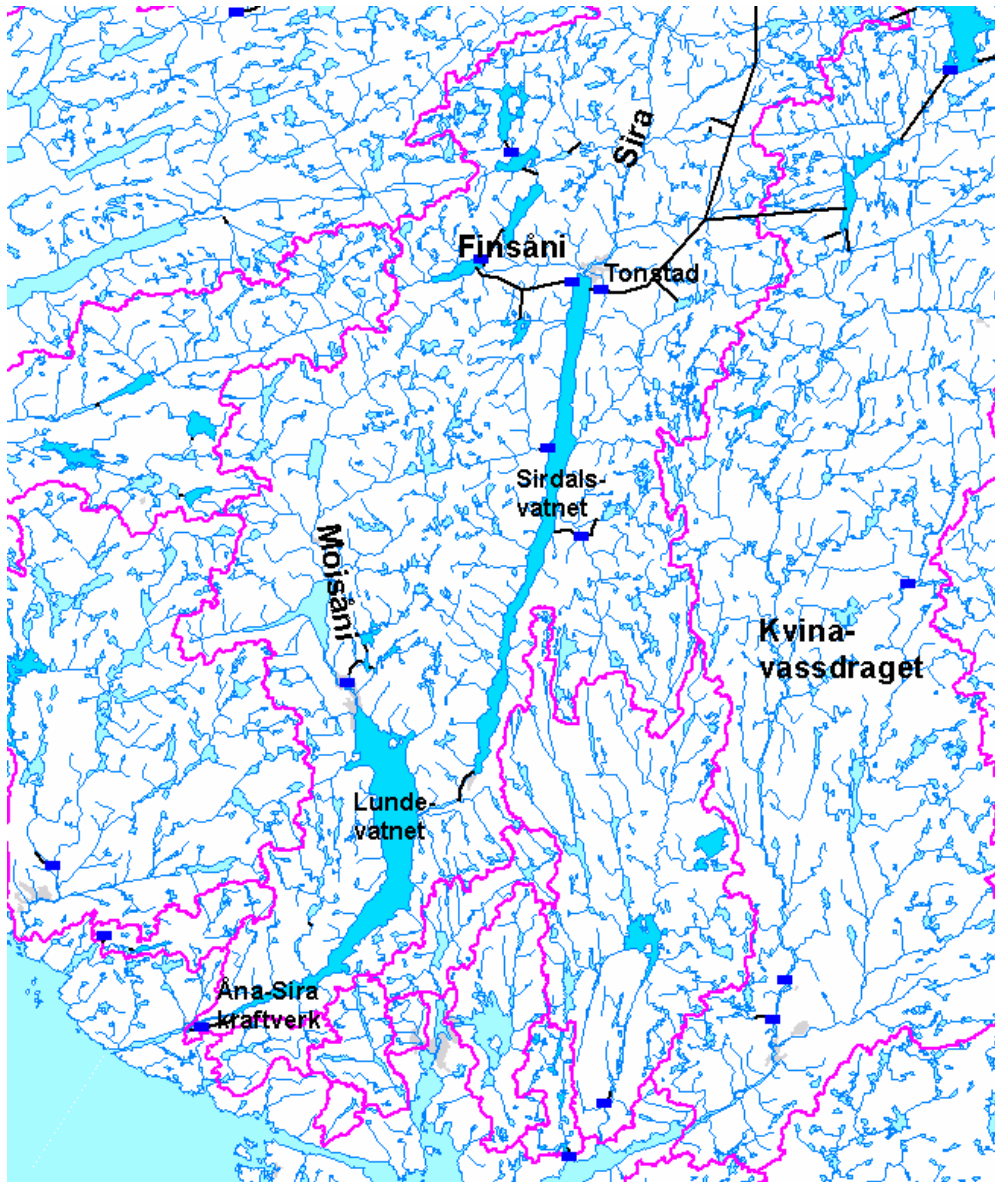 Sira
Finsåni
Tonstad
Sirdals-
vatnet
Moisåni
Kvina-
vassdraget
Lunde-
vatnet
Åna-Sira
kraftverk